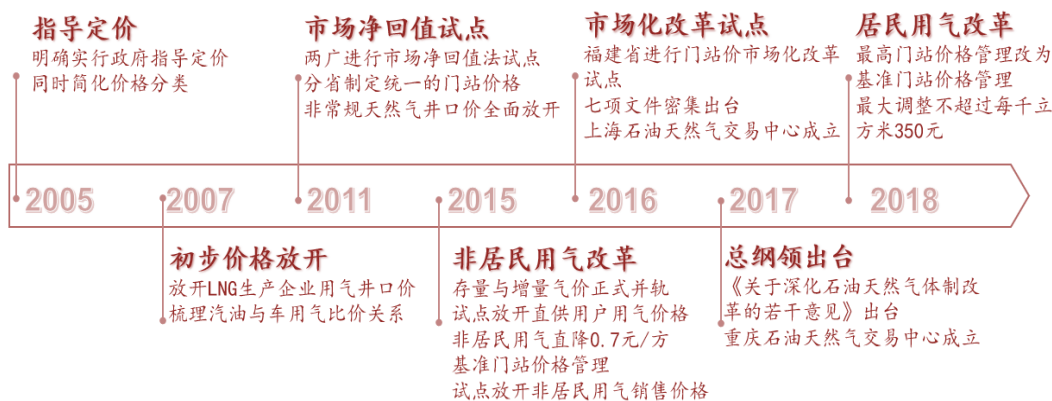 指导定价
明确实行政府指导定价
同时简化价格分类
市场净回值试点
两广进行市场净回值法试点
分省制定统一的门站价格
非常规天然气井口价全面放开
市场化改革试点
福建省进行门站价市场化改革
试点
七项文件密集出台
上海石油天然气交易中心成立
居民用气改革
最高门站价格管理改为
基准门站价格管理
最大调整不超过每千立
方米350元
2005
2007
2011
2015
2016
2017
2018
初步价格放开
放开LNG生产企业用气井口价
梳理汽油与车用气比价关系
非居民用气改革
存量与增量气价正式并轨
试点放开直供用户用气价格
非居民用气直降0.7元/方
基准门站价格管理
试点放开非居民用气销售价格
总纲领出台
《关于深化石油天然气体制改
革的若干意见》出台
重庆石油天然气交易中心成立